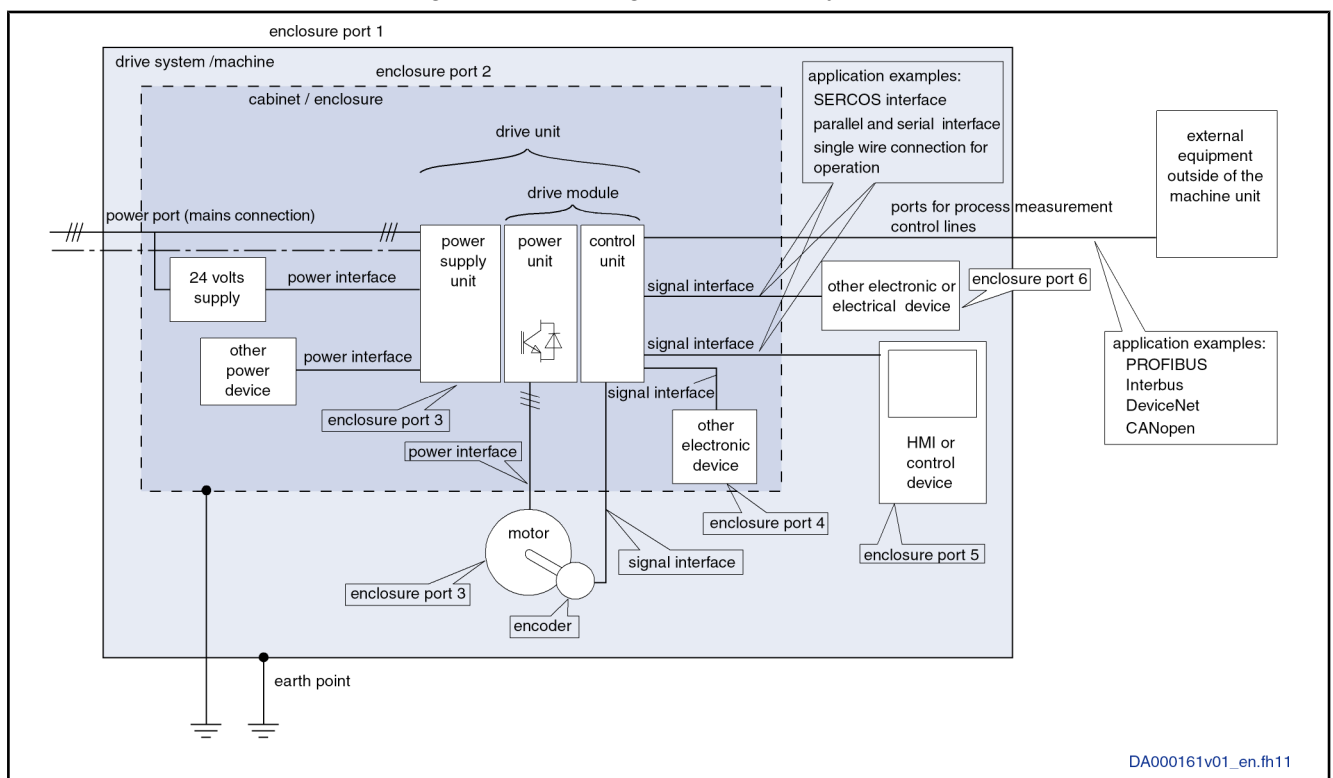 enclosure port 1
drive system /machine
enclosure port 2
cabinet / enclosure
drive unit
drive module
application examples:
SERCOS interface
parallel and serial interface
single wire connection for
operation
external
equipment
outside of the
machine unit
power port (mains connection)
ports for process measurement
control lines
power
supply
unit
power
unit
control
unit
24 volts
supply
power interface
signal interface
other electronic or
electrical device
enclosure port 6
other
power
device
power interface
signal interface
signal interface
application examples:
PROFIBUS
Interbus
DeviceNet
CANopen
enclosure port 3
other
electronic
device
HMI or
control
device
power interface
enclosure port 4
motor
signal interface
enclosure port 5
enclosure port 3
encoder
earth point
DA000161v01_en.fh11